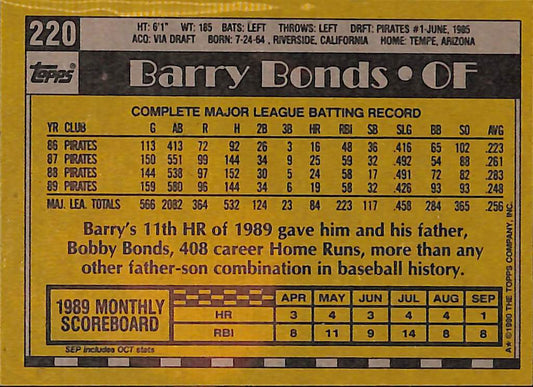 220
HT: 6'1" WT: 185 BATS: LEFT THROWS: LEFT DRFT: PIRATES #1-JUNE, 1985
ACQ: VIA DRAFT BORN: 7-24-64, RIVERSIDE, CALIFORNIA HOME: TEMPE, ARIZONA
Topps®
Barry Bonds • OF
COMPLETE MAJOR LEAGUE BATTING RECORD
YR CLUB G AB R H 2B 3B HR RBI SB SLG BB SO AVG
86 PIRATES 113 413 72 92 26 3 16 48 36 .416 65 102 .223
87 PIRATES 150 551 99 144 34 9 25 59 32 .492 54 88 .261
88 PIRATES 144 538 97 152 30 5 24 58 17 .491 72 82 .283
89 PIRATES 159 580 96 144 34 6 19 58 32 .426 93 93 .248
MAJ. LEA. TOTALS 566 2082 364 532 124 23 84 223 117 .458 284 365 .256
Barry's 11th HR of 1989 gave him and his father,
Bobby Bonds, 408 career Home Runs, more than any
other father-son combination in baseball history.
1989 MONTHLY
SCOREBOARD
APR MAY JUN JUL AUG SEP
HR 3 4 3 4 4 1
RBI 8 11 9 14 8 8
SEP includes OCT stats
A* © 1990 THE TOPPS COMPANY, INC.